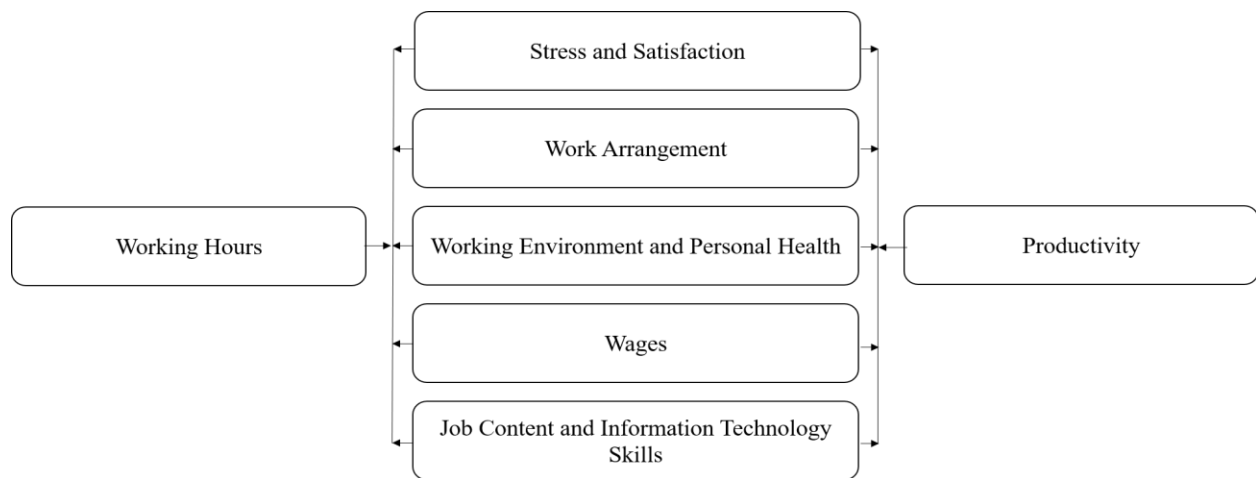 Stress and Satisfaction
Work Arrangement
Working Hours
Working Environment and Personal Health
Productivity
Wages
Job Content and Information Technology
Skills